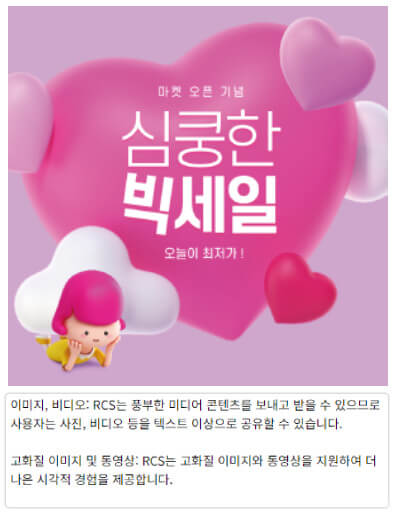 마켓 오픈 기념
심쿵한
빅세일
오늘이 최저가 !
이미지, 비디오: RCS는 풍부한 미디어 콘텐츠를 보내고 받을 수 있으므로
사용자는 사진, 비디오 등을 텍스트 이상으로 공유할 수 있습니다.
고화질 이미지 및 동영상: RCS는 고화질 이미지와 동영상을 지원하여 더
나은 시각적 경험을 제공합니다.